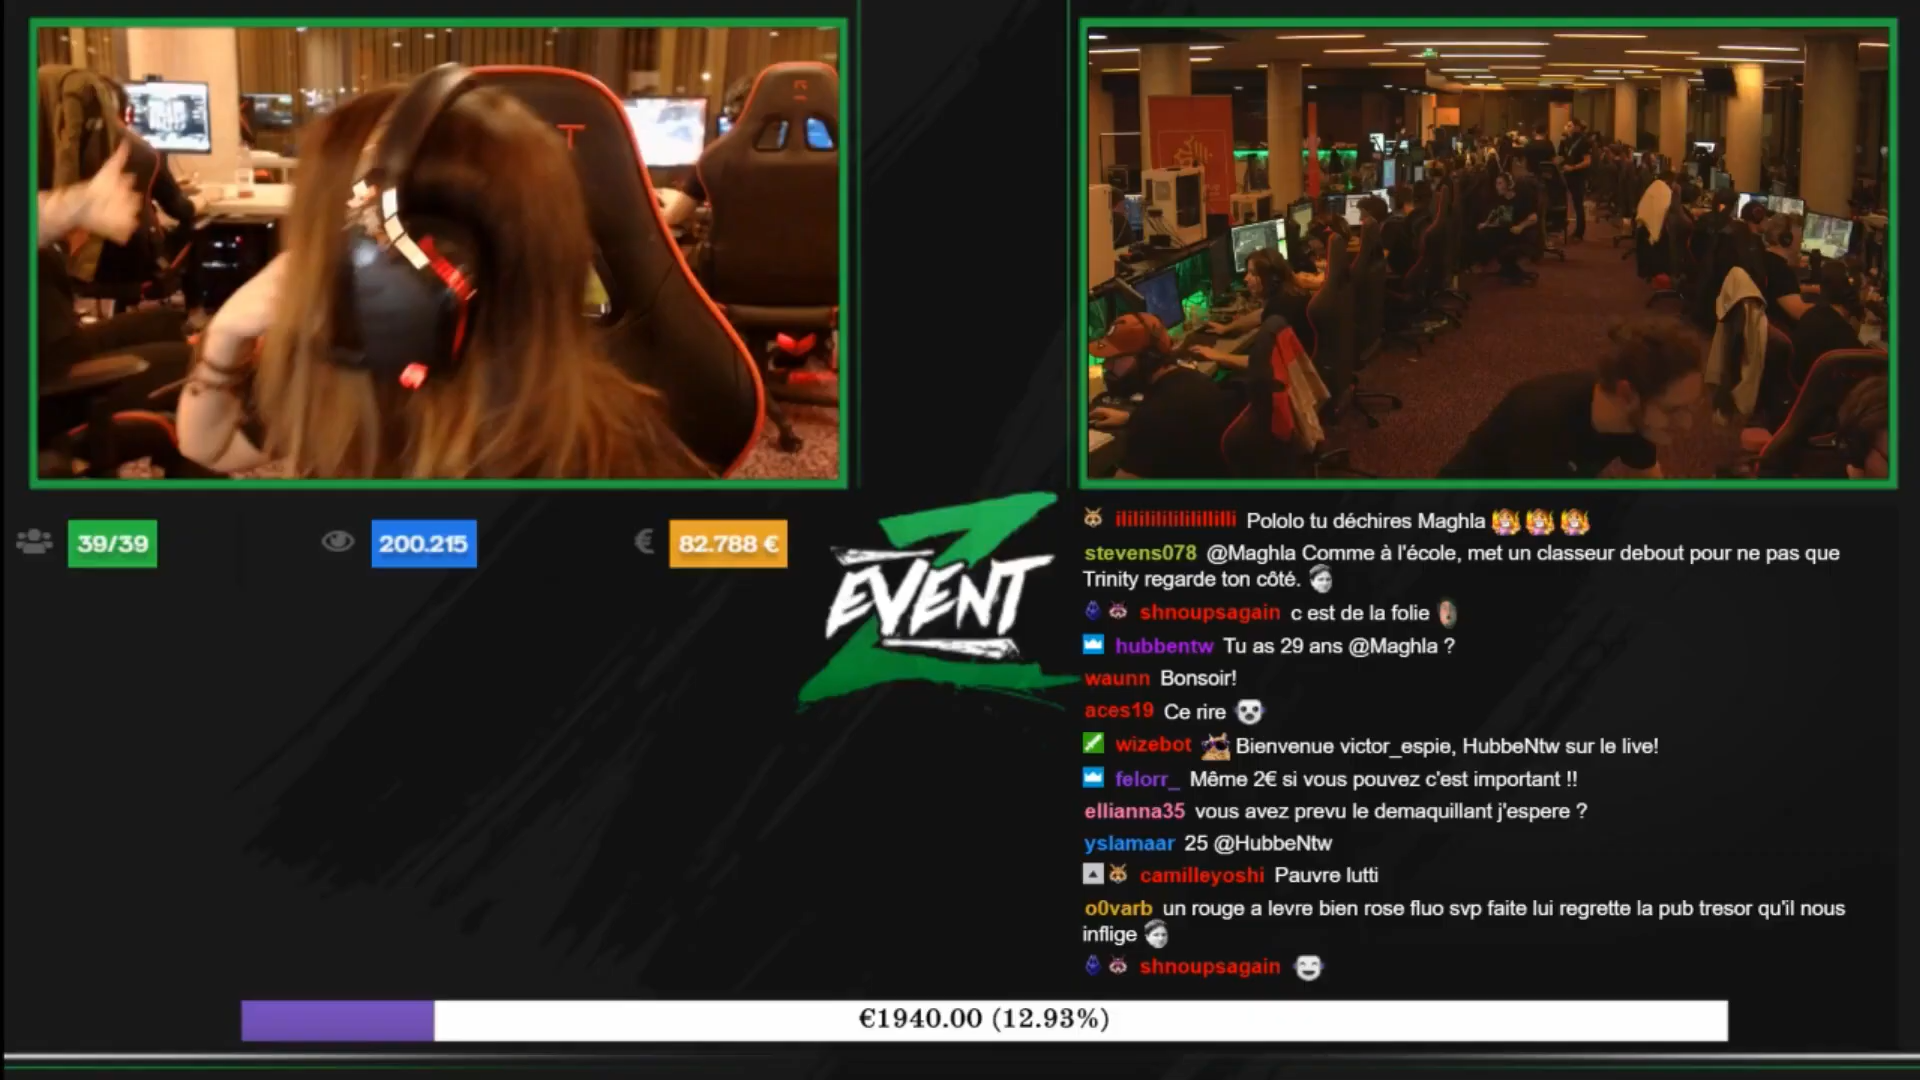 39/39
200.215
€
82.788 €
Z
EVENT
ilililililililillilli Pololo tu déchires Maghla
stevens078 @Maghla Comme à l'école, met un classeur debout pour ne pas que
Trinity regarde ton côté.
shnoupsagain c est de la folie
hubbentw Tu as 29 ans @Maghla ?
waunn Bonsoir!
aces19 Ce rire
wizebot Bienvenue victor_espie, HubbeNtw sur le live!
felorr_ Même 2€ si vous pouvez c'est important !!
ellianna35 vous avez prevu le demaquillant j'espere ?
yslamaar 25 @HubbeNtw
camilleyoshi Pauvre lutti
o0varb un rouge a levre bien rose fluo svp faite lui regrette la pub tresor qu'il nous
inflige
shnoupsagain
€1940.00 (12.93%)